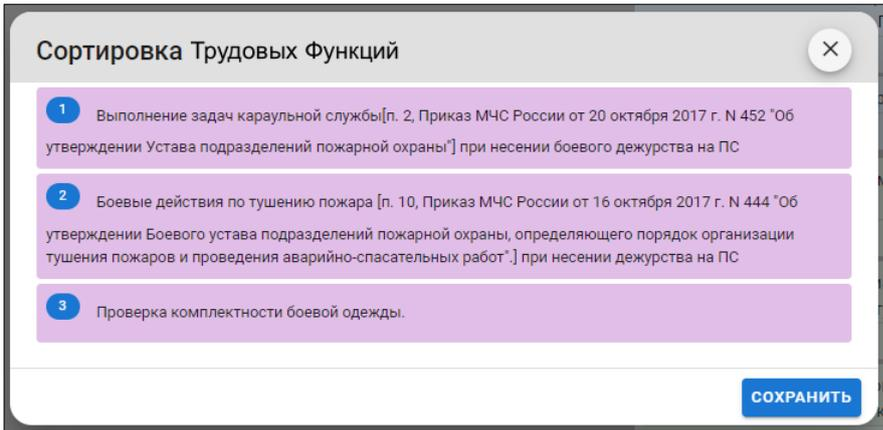 Сортировка Трудовых Функций
1 Выполнение задач караульной службы[п. 2, Приказ МЧС России от 20 октября 2017 г. N 452 "Об
утверждении Устава подразделений пожарной охраны"] при несении боевого дежурства на ПС
2 Боевые действия по тушению пожара [п. 10, Приказ МЧС России от 16 октября 2017 г. N 444 "Об
утверждении Боевого устава подразделений пожарной охраны, определяющего порядок организации
тушения пожаров и проведения аварийно-спасательных работ".] при несении дежурства на ПС
3 Проверка комплектности боевой одежды.
СОХРАНИТЬ